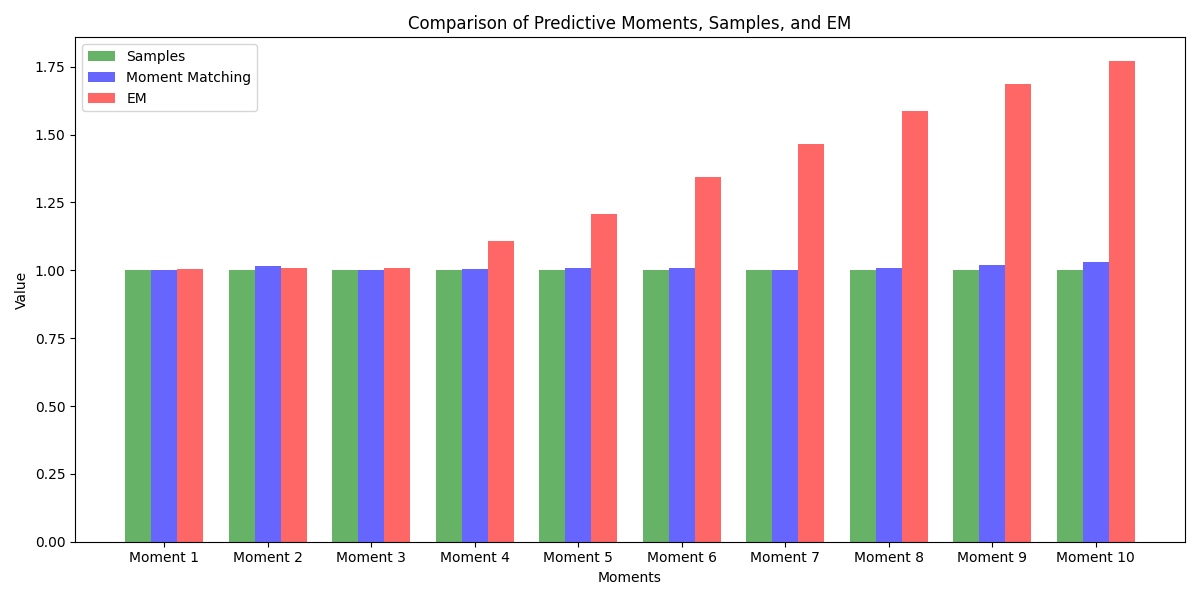 Comparison of Predictive Moments, Samples, and EM
Samples
Moment Matching
EM
Value
1.75
1.50
1.25
1.00
0.75
0.50
0.25
0.00
Moment 1 Moment 2 Moment 3 Moment 4 Moment 5 Moment 6 Moment 7 Moment 8 Moment 9 Moment 10
Moments